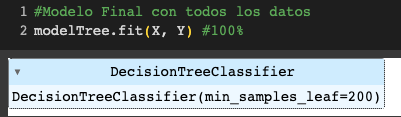 1 #Modelo Final con todos los datos
2 modelTree.fit(X, Y) #100%
▼ DecisionTreeClassifier
DecisionTreeClassifier(min_samples_leaf=200)